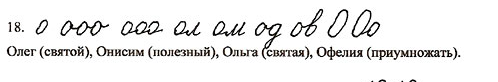 18. о ооо ооо ол ом од ов О Оо
Олег (святой), Онисим (полезный), Ольга (святая), Офелия (приумножать).